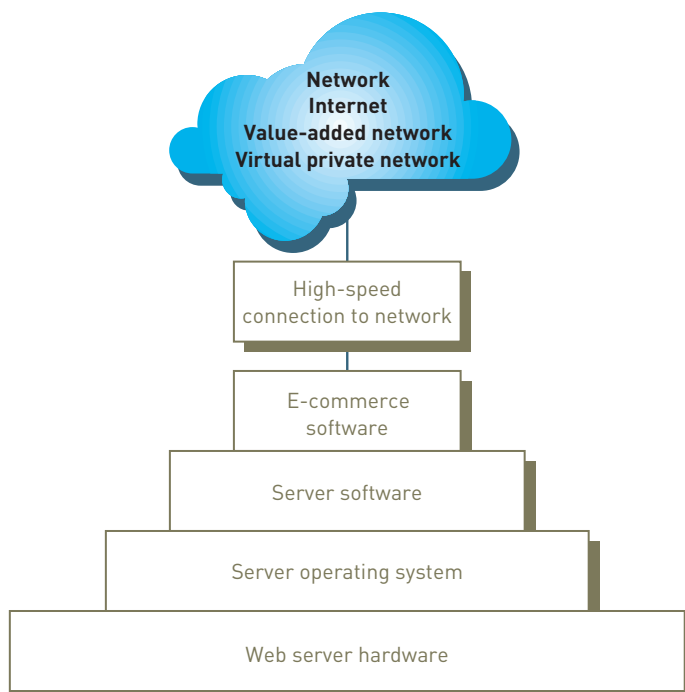 Network
Internet
Value-added network
Virtual private network
High-speed
connection to network
E-commerce
software
Server software
Server operating system
Web server hardware